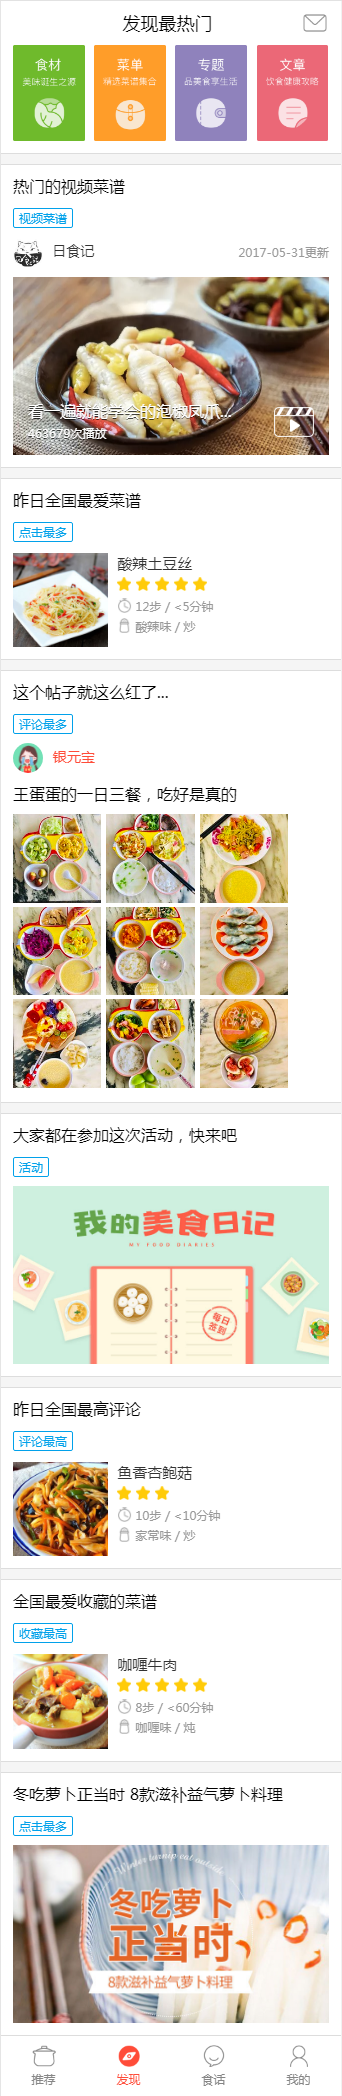 发现最热门
食材
美味诞生之源
菜单
精选菜谱集合
专题
品美食享生活
文章
饮食健康攻略
热门的视频菜谱
视频菜谱
日食记
2017-05-31更新
看一遍就能学会的泡椒凤爪...
463679次播放
昨日全国最爱菜谱
点击最多
酸辣土豆丝
12步 / <5分钟
酸辣味 / 炒
这个帖子就这么红了...
评论最多
银元宝
王蛋蛋的一日三餐，吃好是真的
大家都在参加这次活动，快来吧
活动
我的美食日记
MY FOOD DIARIES
每日
签到
昨日全国最高评论
评论最高
鱼香杏鲍菇
10步 / <10分钟
家常味 / 炒
全国最爱收藏的菜谱
收藏最高
咖喱牛肉
8步 / <60分钟
咖喱味 / 炖
冬吃萝卜正当时 8款滋补益气萝卜料理
点击最多
Winter turnip eat outside
冬吃萝卜
正当时
8款滋补益气萝卜料理
推荐
发现
食话
我的